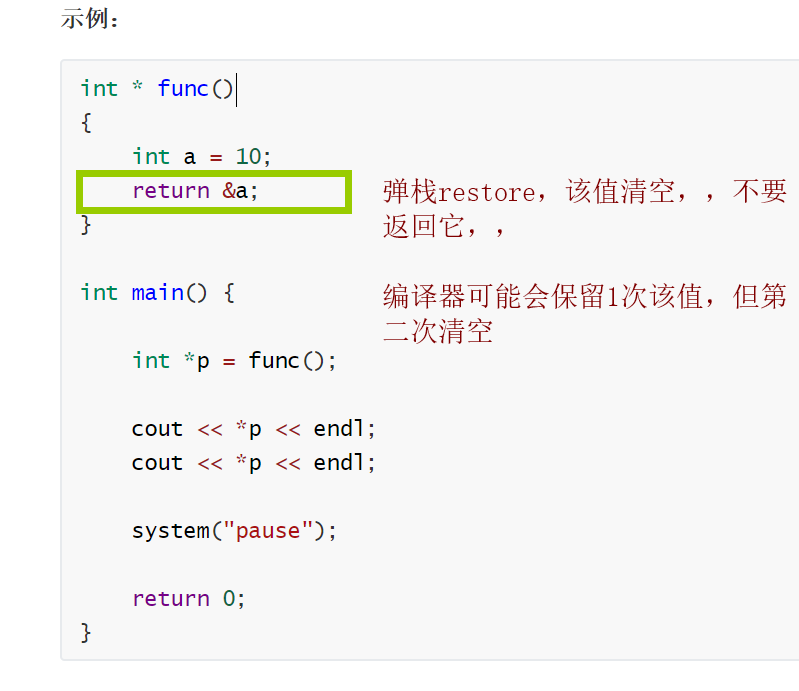 示例：
int * func()
{
int a = 10;
return &a;
弹栈restore，该值清空，，不要
返回它，，
}
int main() {
编译器可能会保留1次该值，但第
二次清空
int *p = func();
cout << *p << endl;
cout << *p << endl;
system("pause");
return 0;
}